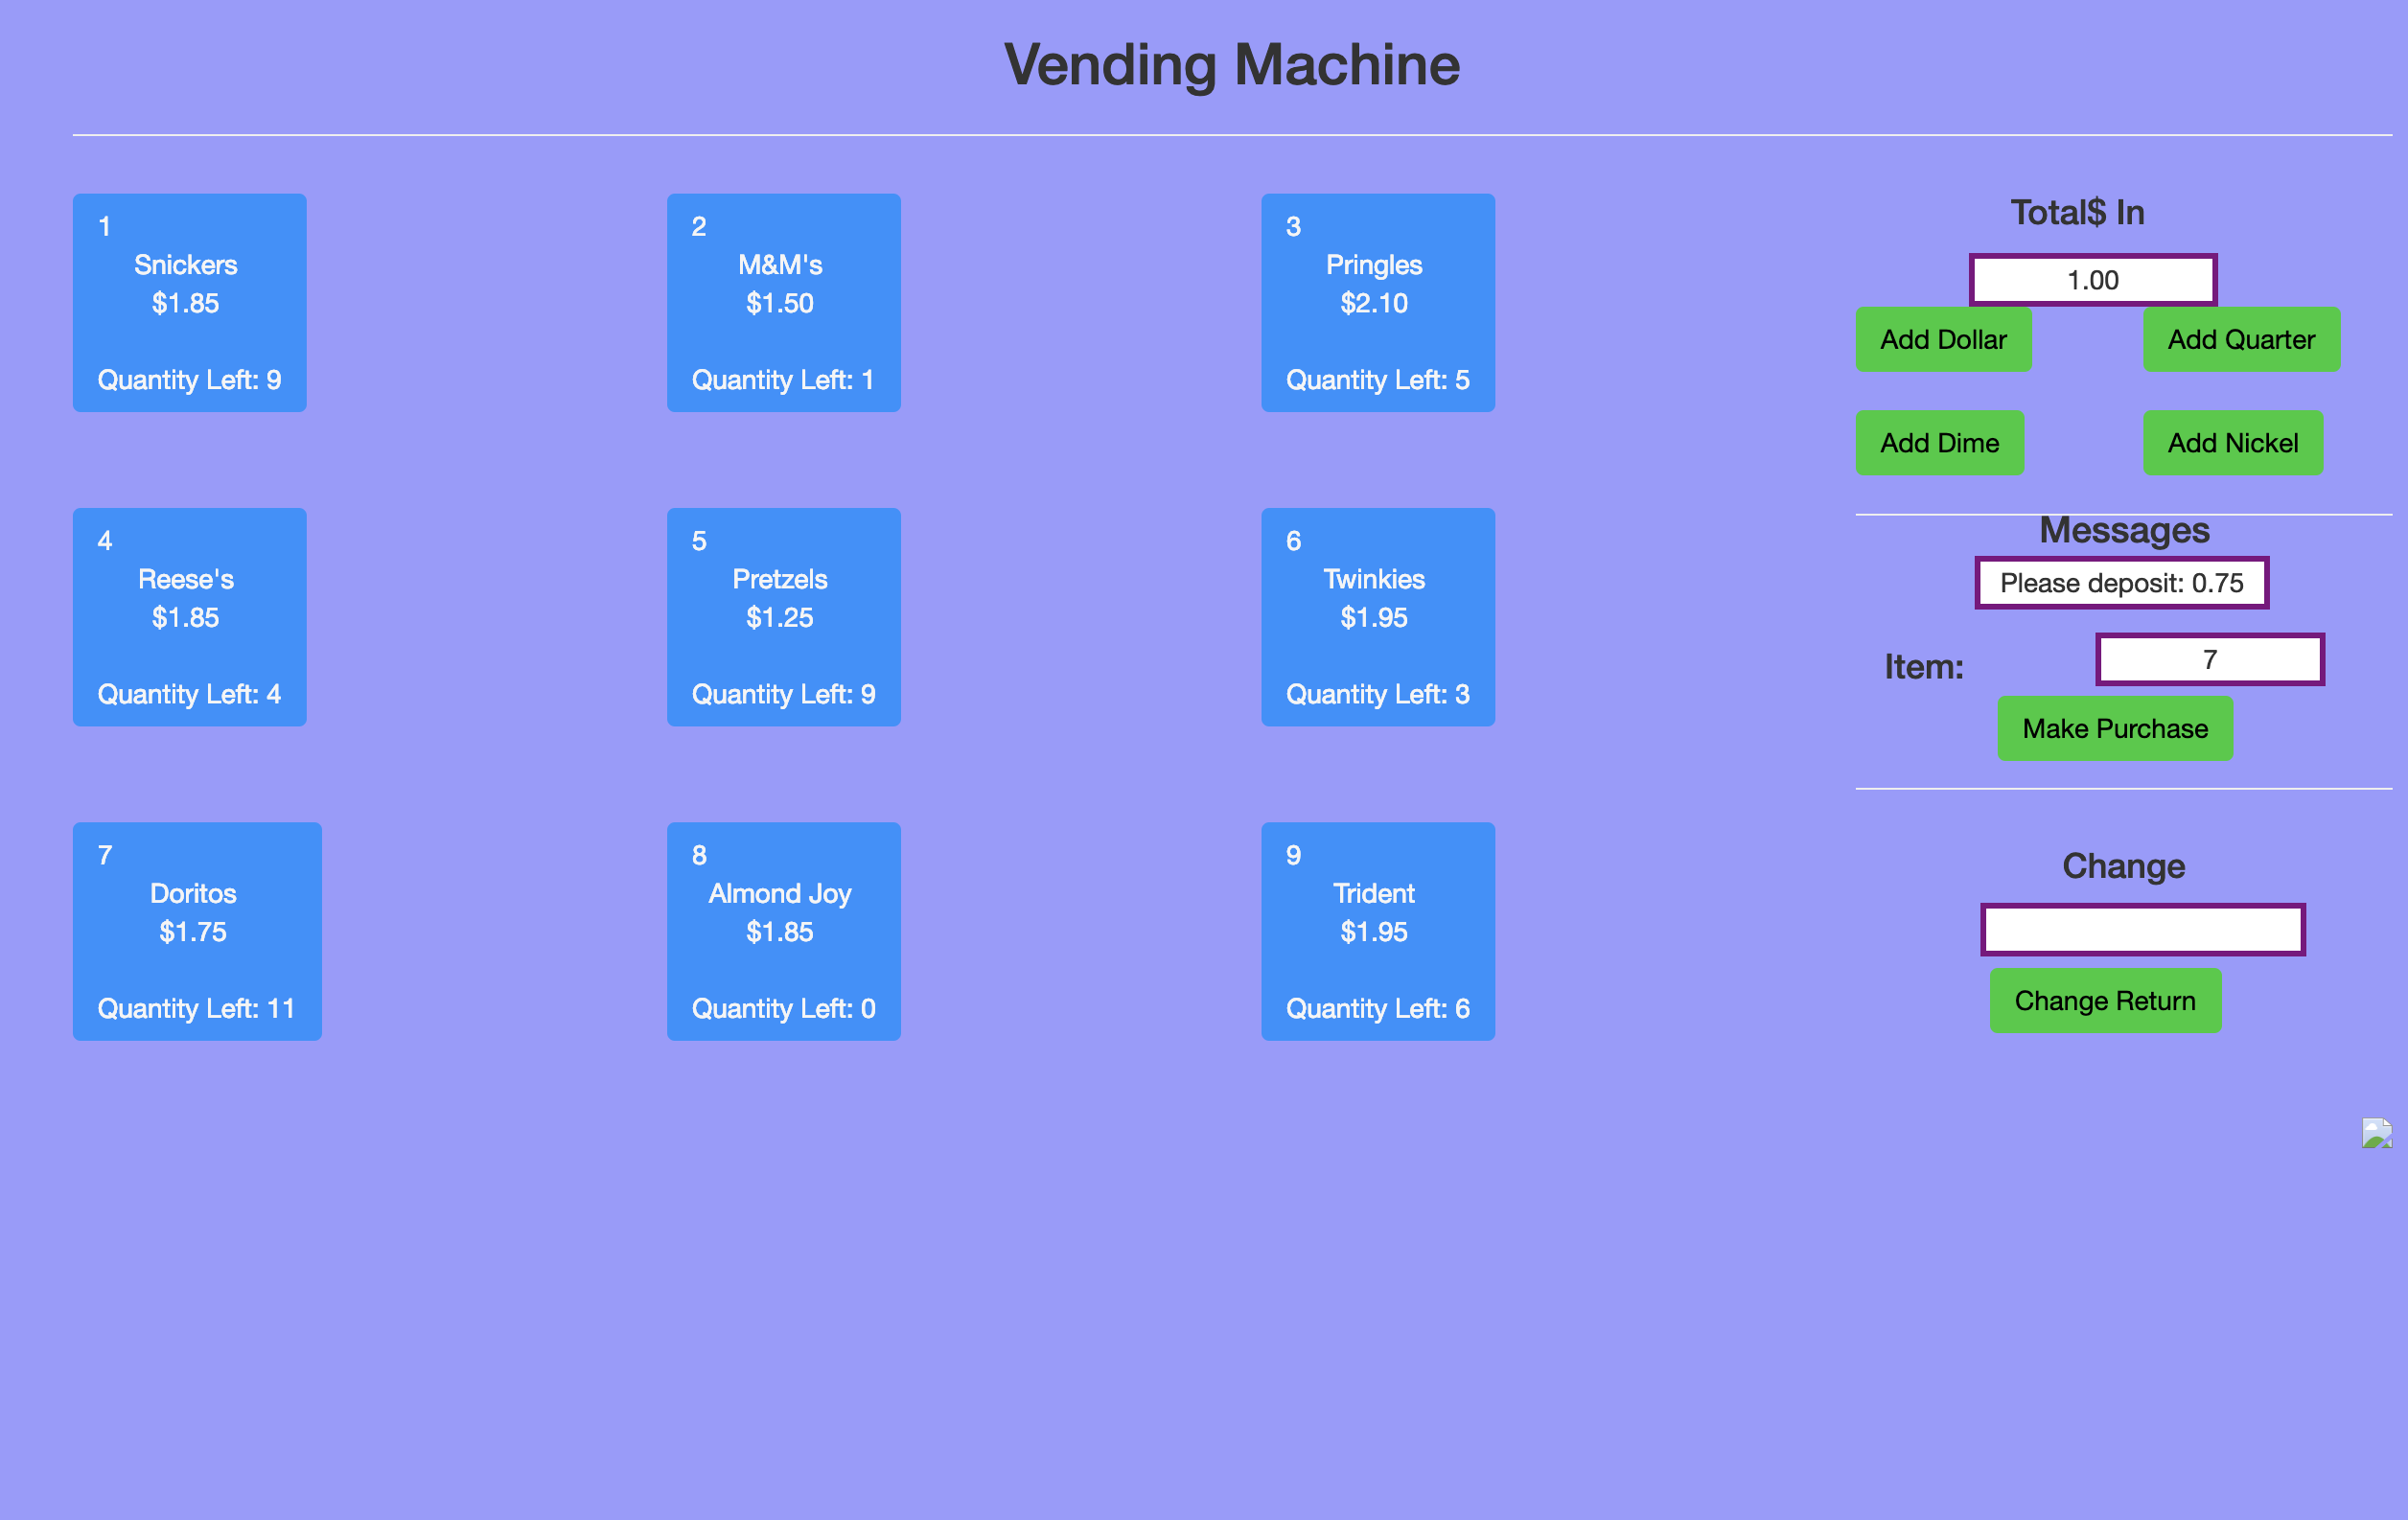 Vending Machine
1
Snickers
$1.85
Quantity Left: 9
2
M&M's
$1.50
Quantity Left: 1
3
Pringles
$2.10
Quantity Left: 5
4
Reese's
$1.85
Quantity Left: 4
5
Pretzels
$1.25
Quantity Left: 9
6
Twinkies
$1.95
Quantity Left: 3
7
Doritos
$1.75
Quantity Left: 11
8
Almond Joy
$1.85
Quantity Left: 0
9
Trident
$1.95
Quantity Left: 6
Total$ In
1.00
Add Dollar
Add Quarter
Add Dime
Add Nickel
Messages
Please deposit: 0.75
Item:
7
Make Purchase
Change
Change Return